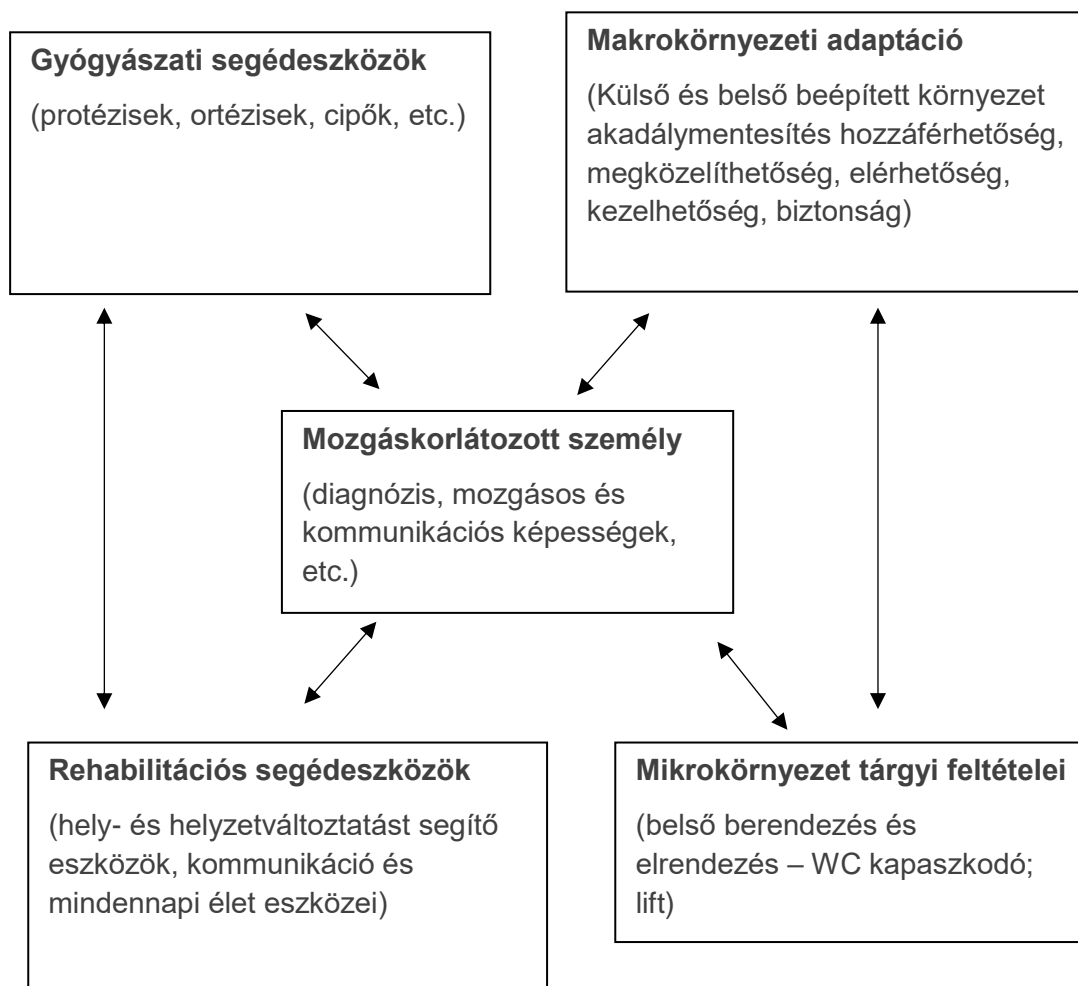 Gyógyászati segédeszközök
(protézisek, ortézisek, cipők, etc.)
Makrokörnyezeti adaptáció
(Külső és belső beépített környezet
akadálymentesítés hozzáférhetőség,
megközelíthetőség, elérhetőség,
kezelhetőség, biztonság)
Mozgáskorlátozott személy
(diagnózis, mozgásos és
kommunikációs képességek,
etc.)
Rehabilitációs segédeszközök
(hely- és helyzetváltoztatást segítő
eszközök, kommunikáció és
mindennapi élet eszközei)
Mikrokörnyezet tárgyi feltételei
(belső berendezés és
elrendezés – WC kapaszkodó;
lift)